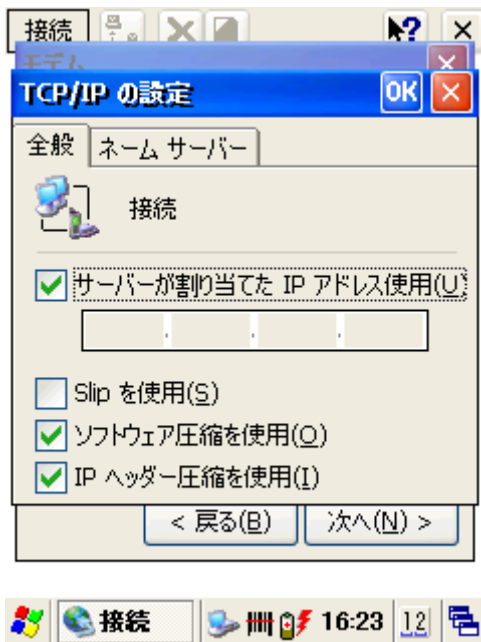 接続
?
モデム
TCP/IP の設定
OK
全般
ネーム サーバー
接続
サーバーが割り当てた IP アドレス使用(U)
. . .
Slip を使用(S)
ソフトウェア圧縮を使用(O)
IP ヘッダー圧縮を使用(I)
< 戻る(B)
次へ(N) >
接続
16:23
12